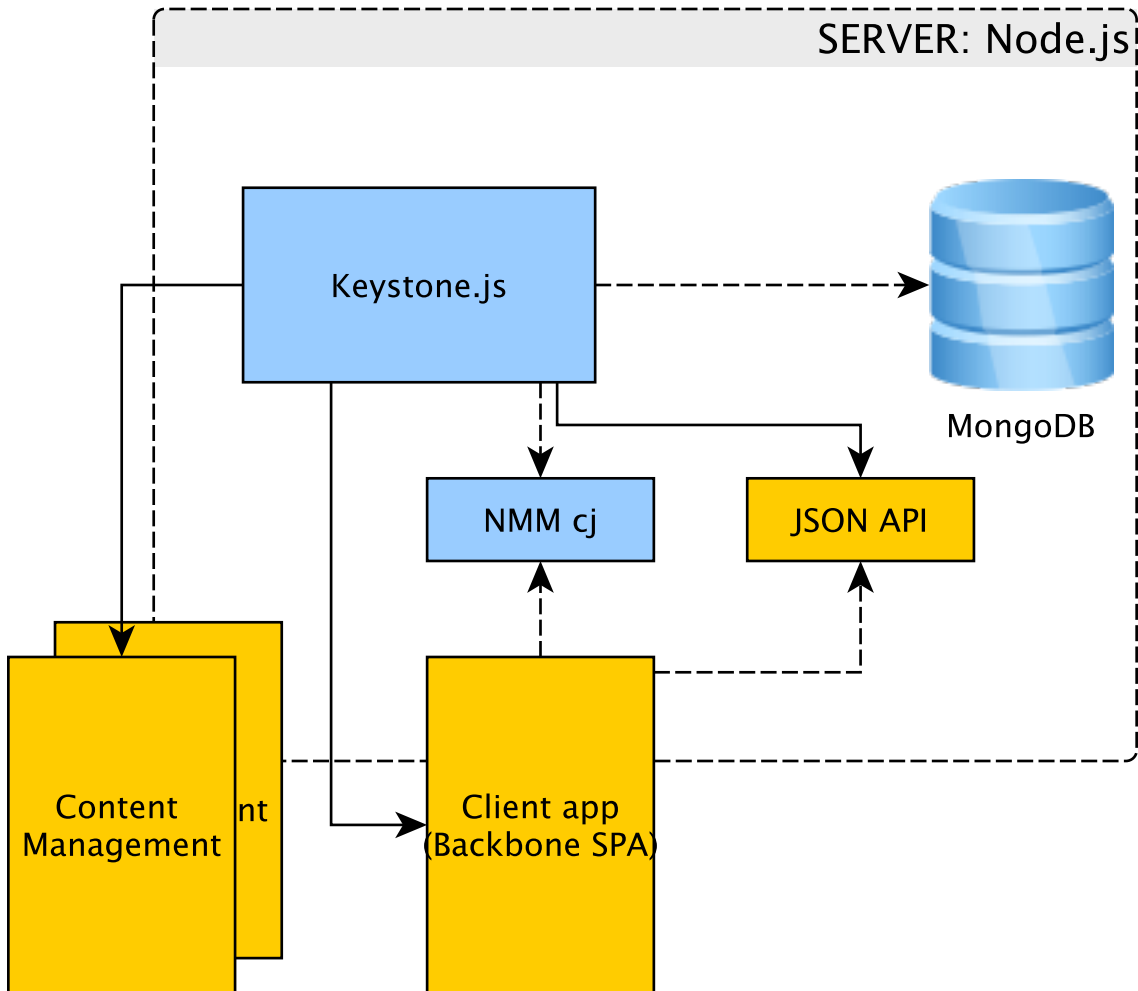 SERVER: Node.js
Keystone.js
MongoDB
NMM cj
JSON API
Content
Management
nt
Client app
(Backbone SPA)